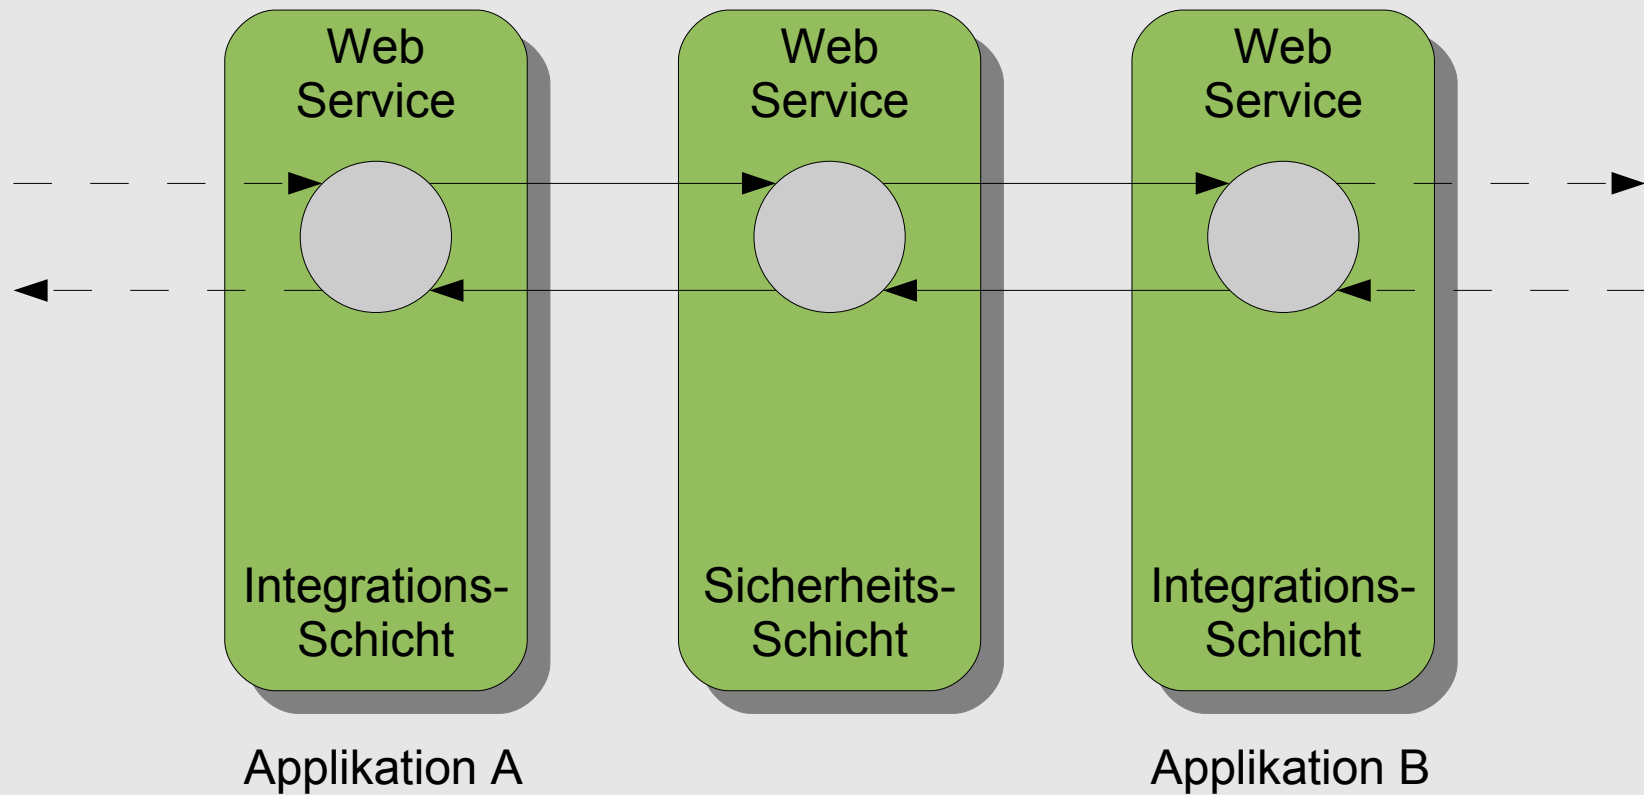 Web
Service
Web
Service
Web
Service
Integrations-
Schicht
Sicherheits-
Schicht
Integrations-
Schicht
Applikation A
Applikation B